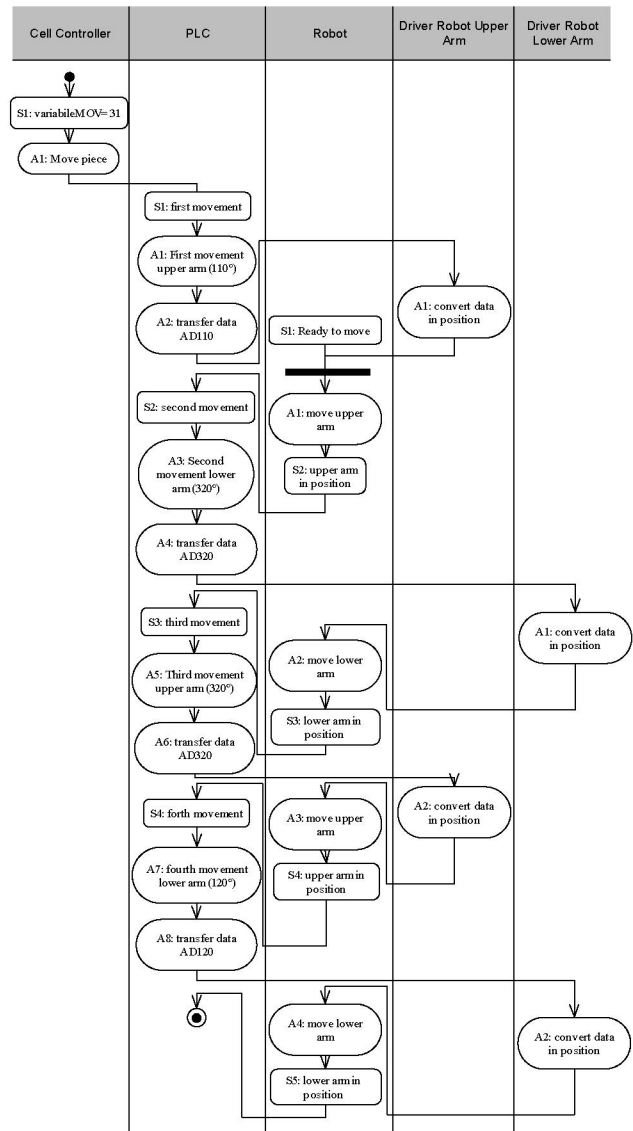 Cell Controller
PLC
Robot
Driver Robot Upper
Arm
Driver Robot
Lower Arm
S1: variabileMOV=31
A1: Move piece
S1: first movement
A1: First movement
upper arm (110°)
A2: transfer data
AD110
S1: Ready to move
A1: convert data
in position
S2: second movement
A1: move upper
arm
A3: Second
movement lower
arm (320°)
S2: upper arm
in position
A4: transfer data
AD320
S3: third movement
A1: convert data
in position
A2: move lower
arm
A5: Third movement
upper arm (320°)
S3: lower arm in
position
A6: transfer data
AD320
S4: forth movement
A3: move upper
arm
A2: convert data
in position
A7: fourth movement
lower arm (120°)
S4: upper arm in
position
A8: transfer data
AD120
A4: move lower
arm
A2: convert data
in position
S5: lower arm in
position